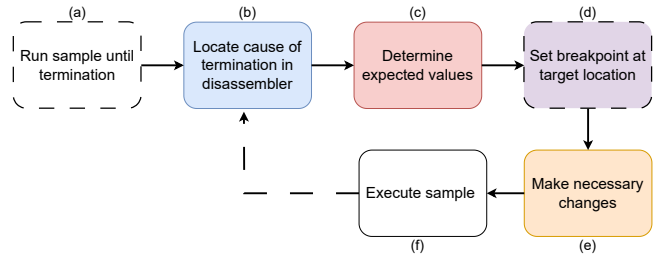 (a)
Run sample until
termination
(b)
Locate cause of
termination in
disassembler
(c)
Determine
expected values
(d)
Set breakpoint at
target location
Make necessary
changes
(e)
Execute sample
(f)